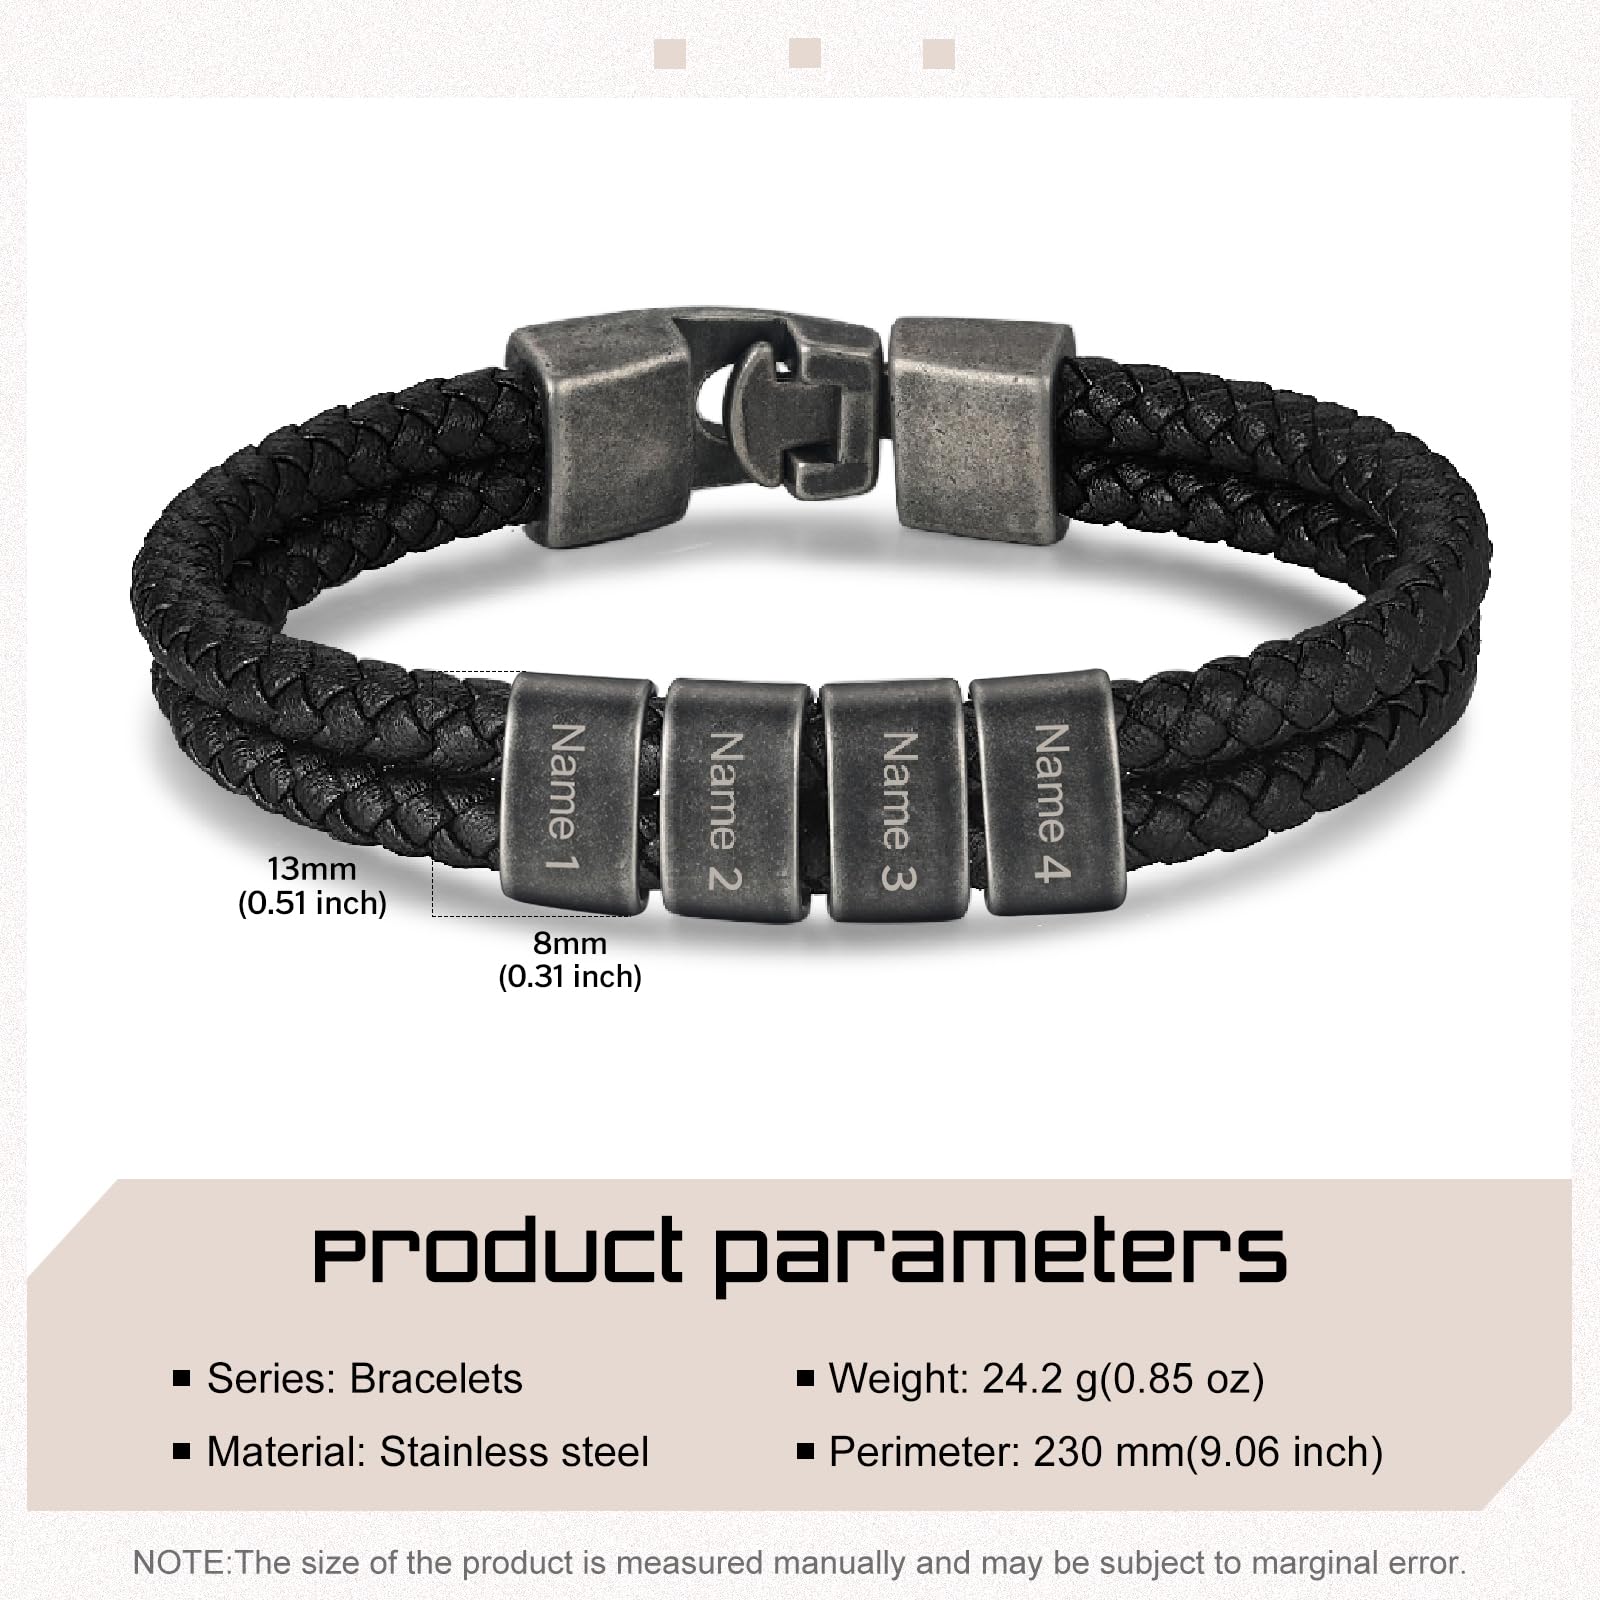 Name 1
Name 2
Name 3
Name 4
13mm
(0.51 inch)
8mm
(0.31 inch)
Product parameters
Series: Bracelets
Weight: 24.2 g(0.85 oz)
Material: Stainless steel
Perimeter: 230 mm(9.06 inch)
NOTE:The size of the product is measured manually and may be subject to marginal error.